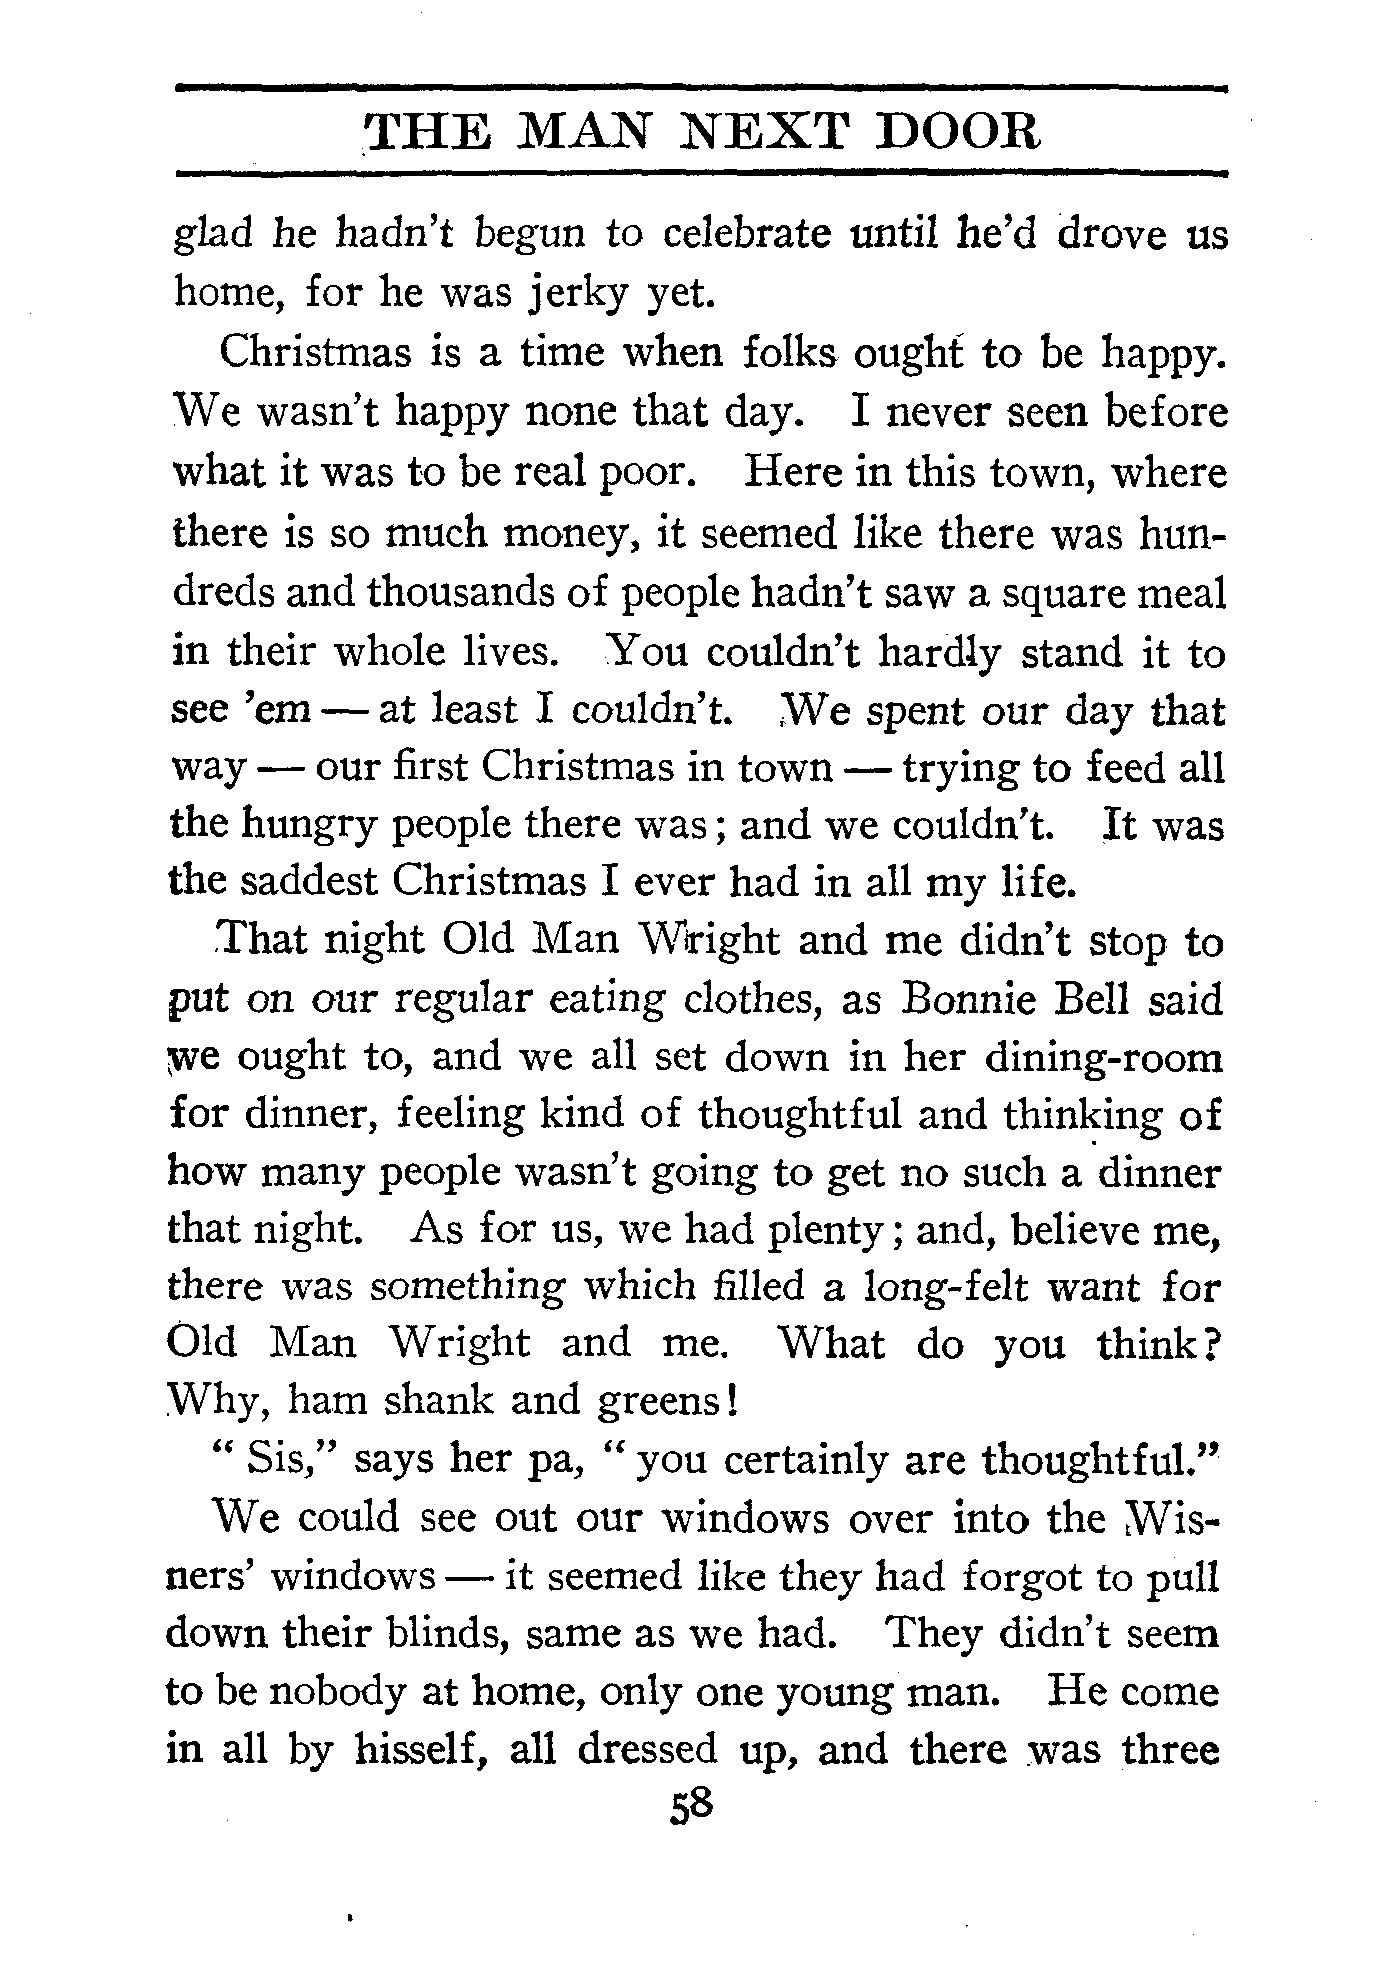 THE MAN NEXT DOOR
glad he hadn't begun to celebrate until he'd drove us
home, for he was jerky yet.
Christmas is a time when folks ought to be happy.
We wasn't happy none that day. I never seen before
what it was to be real poor. Here in this town, where
there is so much money, it seemed like there was hun-
dreds and thousands of people hadn't saw a square meal
in their whole lives. You couldn't hardly stand it to
see 'em — at least I couldn't. We spent our day that
way — our first Christmas in town — trying to feed all
the hungry people there was; and we couldn't. It was
the saddest Christmas I ever had in all my life.
That night Old Man Wright and me didn't stop to
put on our regular eating clothes, as Bonnie Bell said
we ought to, and we all set down in her dining-room
for dinner, feeling kind of thoughtful and thinking of
how many people wasn't going to get no such a dinner
that night. As for us, we had plenty; and, believe me,
there was something which filled a long-felt want for
Old Man Wright and me. What do you think?
Why, ham shank and greens!
"Sis," says her pa, "you certainly are thoughtful."
We could see out our windows over into the Wis-
ners' windows — it seemed like they had forgot to pull
down their blinds, same as we had. They didn't seem
to be nobody at home, only one young man. He come
in all by hisself, all dressed up, and there was three
58